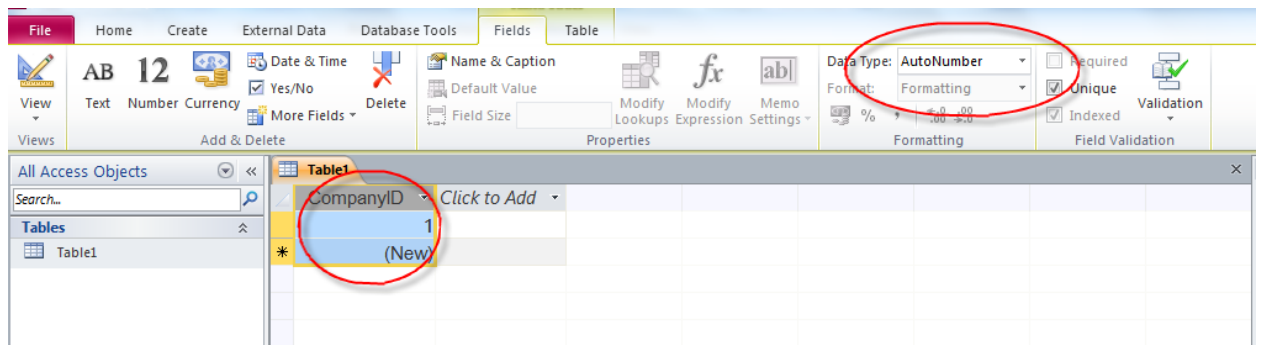 File Home Create External Data Database Tools Fields Table
AB 12 Date & Time Name & Caption fx ab Data Type: AutoNumber Required
Yes/No Default Value Format: Formatting Unique
View Text Number Currency More Fields Delete Field Size Modify Lookups Modify Expression Memo Settings % , .00 Indexed Validation
Views Add & Delete Properties Formatting Field Validation
All Access Objects « Table1 ×
Search... CompanyID Click to Add
Tables 1
Table1 * (New)